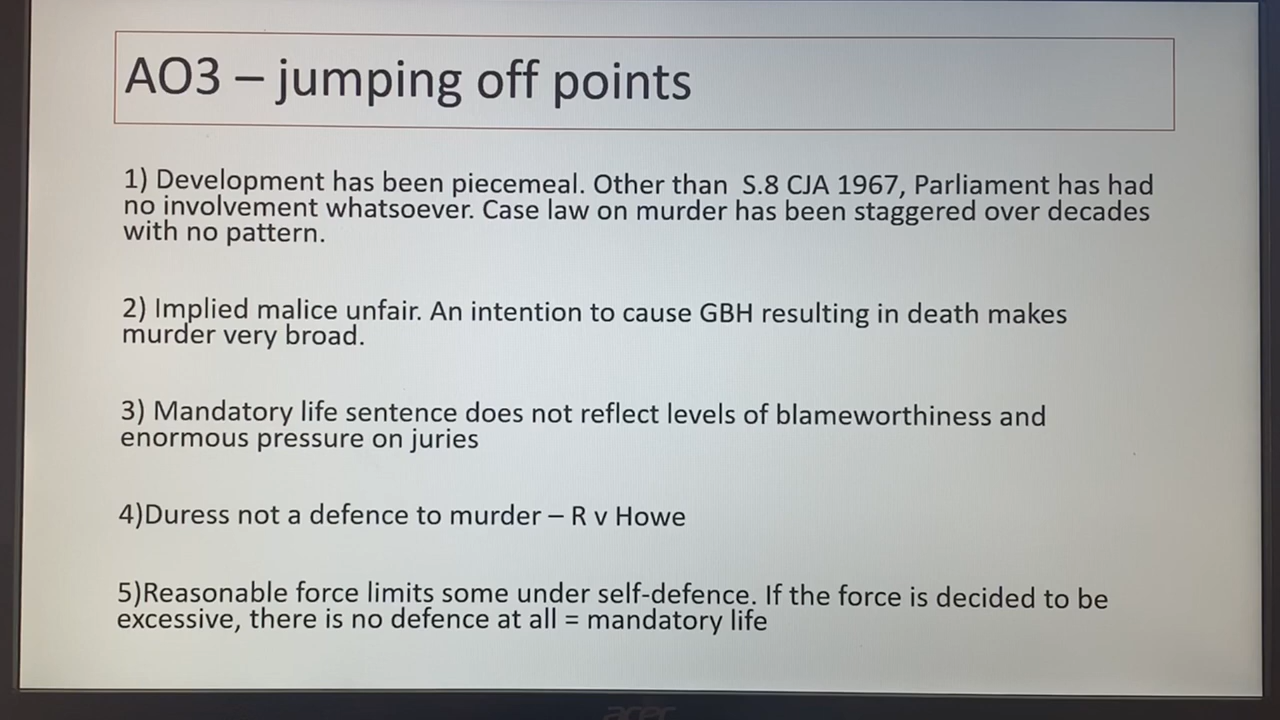 AO3 – jumping off points
1) Development has been piecemeal. Other than S.8 CJA 1967, Parliament has had
no involvement whatsoever. Case law on murder has been staggered over decades
with no pattern.
2) Implied malice unfair. An intention to cause GBH resulting in death makes
murder very broad.
3) Mandatory life sentence does not reflect levels of blameworthiness and
enormous pressure on juries
4)Duress not a defence to murder – R v Howe
5)Reasonable force limits some under self-defence. If the force is decided to be
excessive, there is no defence at all = mandatory life
acer